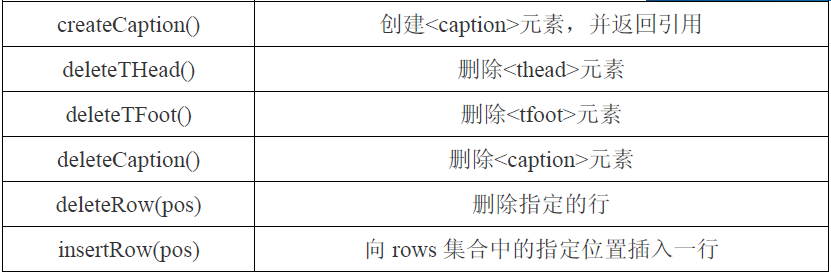 createCaption() 创建<caption>元素，并返回引用
deleteTHead() 删除<thead>元素
deleteTFoot() 删除<tfoot>元素
deleteCaption() 删除<caption>元素
deleteRow(pos) 删除指定的行
insertRow(pos) 向 rows 集合中的指定位置插入一行